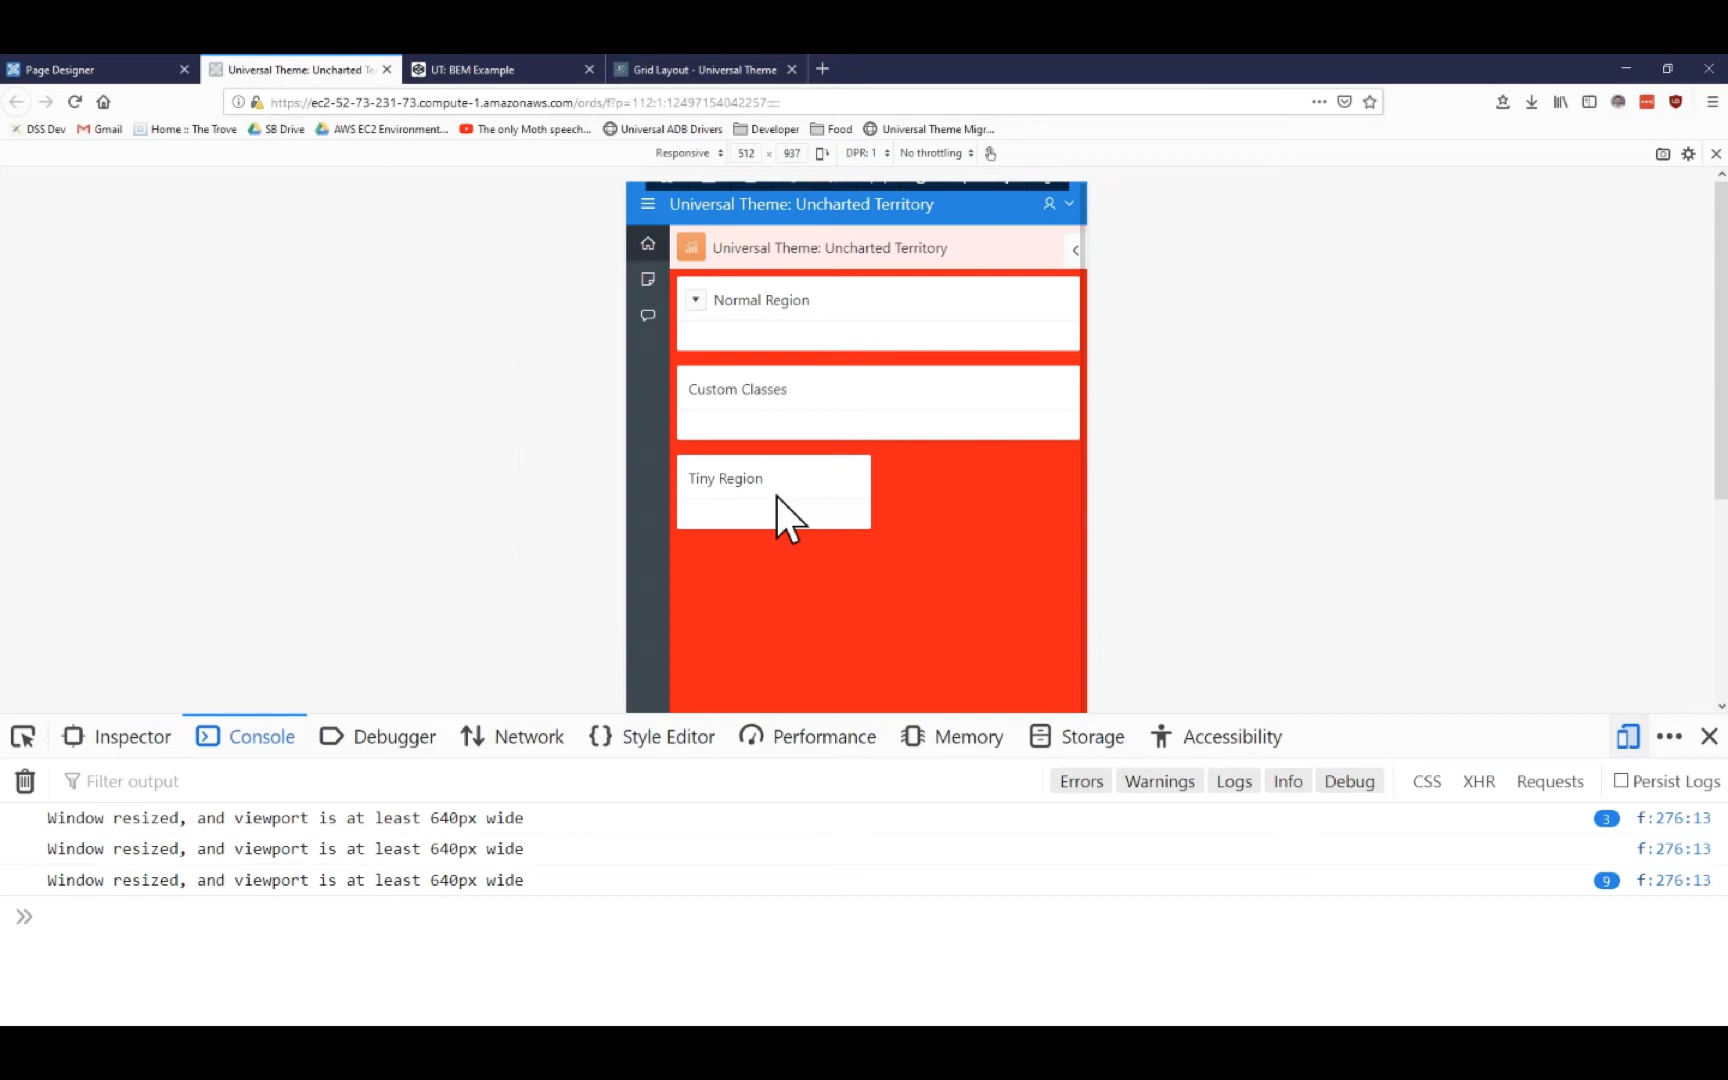 Page Designer
Universal Theme: Uncharted Te
UT: BEM Example
Grid Layout - Universal Theme
https://ec2-52-73-231-73.compute-1.amazonaws.com/ords/f?p=112:1:12497154042257:::::
DSS Dev
Gmail
Home :: The Trove
SB Drive
AWS EC2 Environment...
The only Moth speech...
Universal ADB Drivers
Developer
Food
Universal Theme Migr...
Responsive
512 × 937
DPR: 1
No throttling
Universal Theme: Uncharted Territory
Universal Theme: Uncharted Territory
Normal Region
Custom Classes
Tiny Region
Inspector
Console
Debugger
Network
Style Editor
Performance
Memory
Storage
Accessibility
Filter output
Errors
Warnings
Logs
Info
Debug
CSS
XHR
Requests
Persist Logs
Window resized, and viewport is at least 640px wide 3 f:276:13
Window resized, and viewport is at least 640px wide f:276:13
Window resized, and viewport is at least 640px wide 9 f:276:13